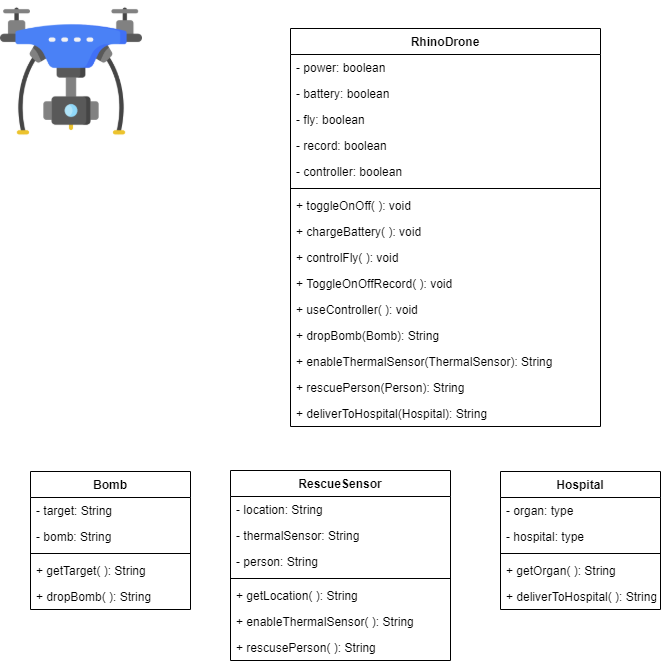 RhinoDrone
- power: boolean
- battery: boolean
- fly: boolean
- record: boolean
- controller: boolean
+ toggleOnOff( ): void
+ chargeBattery( ): void
+ controlFly( ): void
+ ToggleOnOffRecord( ): void
+ useController( ): void
+ dropBomb(Bomb): String
+ enableThermalSensor(ThermalSensor): String
+ rescuePerson(Person): String
+ deliverToHospital(Hospital): String
Bomb
- target: String
- bomb: String
+ getTarget( ): String
+ dropBomb( ): String
RescueSensor
- location: String
- thermalSensor: String
- person: String
+ getLocation( ): String
+ enableThermalSensor( ): String
+ rescusePerson( ): String
Hospital
- organ: type
- hospital: type
+ getOrgan( ): String
+ deliverToHospital( ): String